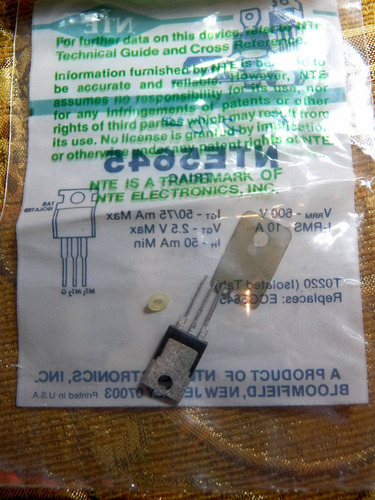 NTE
For further data on this device, refer to NTE
Technical Guide and Cross Reference.
Information furnished by NTE is to
be accurate and reliable. However, NTE
assumes no responsibility for its use, nor
for any infringements of patents or other
rights of third parties which may result from
its use. No license is granted by
or otherwise under any patent rights of NTE.
NTE5645
TRIAC
NTE IS A TRADEMARK OF
NTE ELECTRONICS, INC.
TAB
ISOLATED
MT1 MT2 G
VRRM - 600 V
I-RMS 10 A
IGT - 50/75 mA Max
VGT - 2.5 V Max
IH - 50 mA Min
TO220 (Isolated Tab)
Replaces: ECG5645
A PRODUCT OF NTE ELECTRONICS, INC.
BLOOMFIELD, NEW JERSEY 07003 Printed in U.S.A.